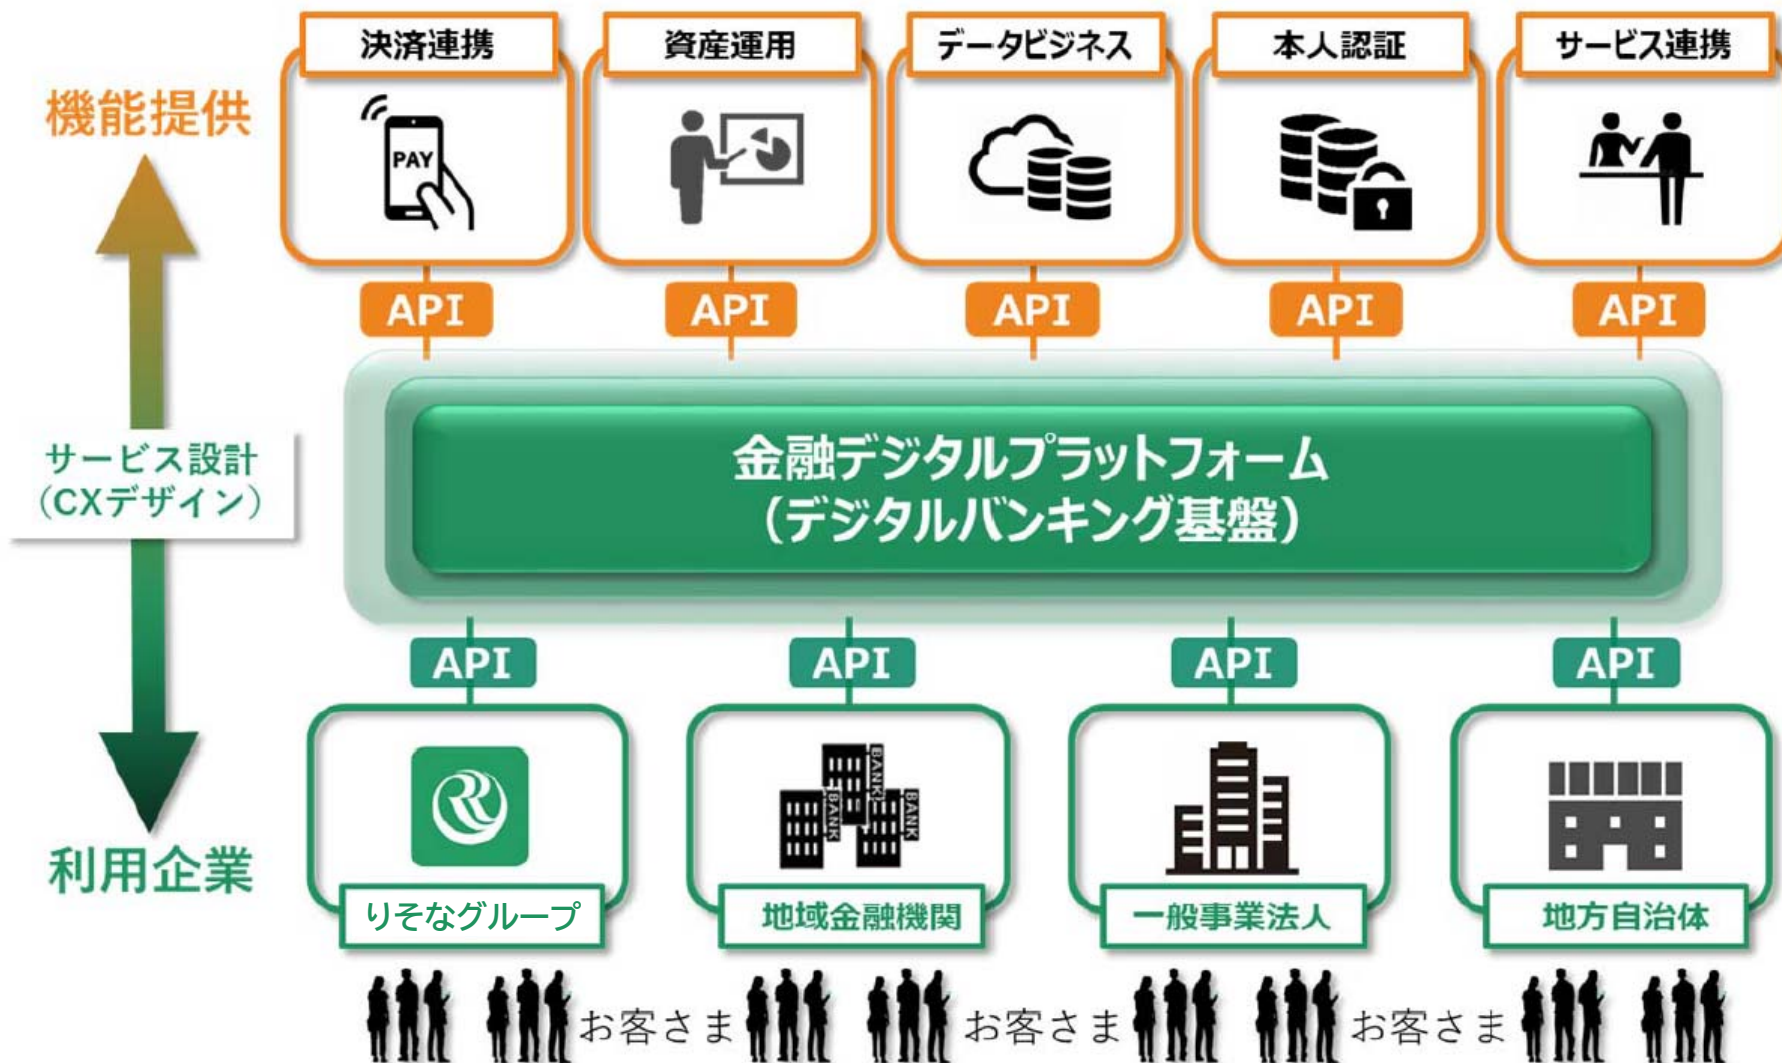 決済連携
資産運用
データビジネス
本人認証
サービス連携
機能提供
PAY
API
API
API
API
API
サービス設計
(CXデザイン)
金融デジタルプラットフォーム
(デジタルバンキング基盤)
API
API
API
API
BANK
BANK
BANK
利用企業
りそなグループ
地域金融機関
一般事業法人
地方自治体
お客さま
お客さま
お客さま